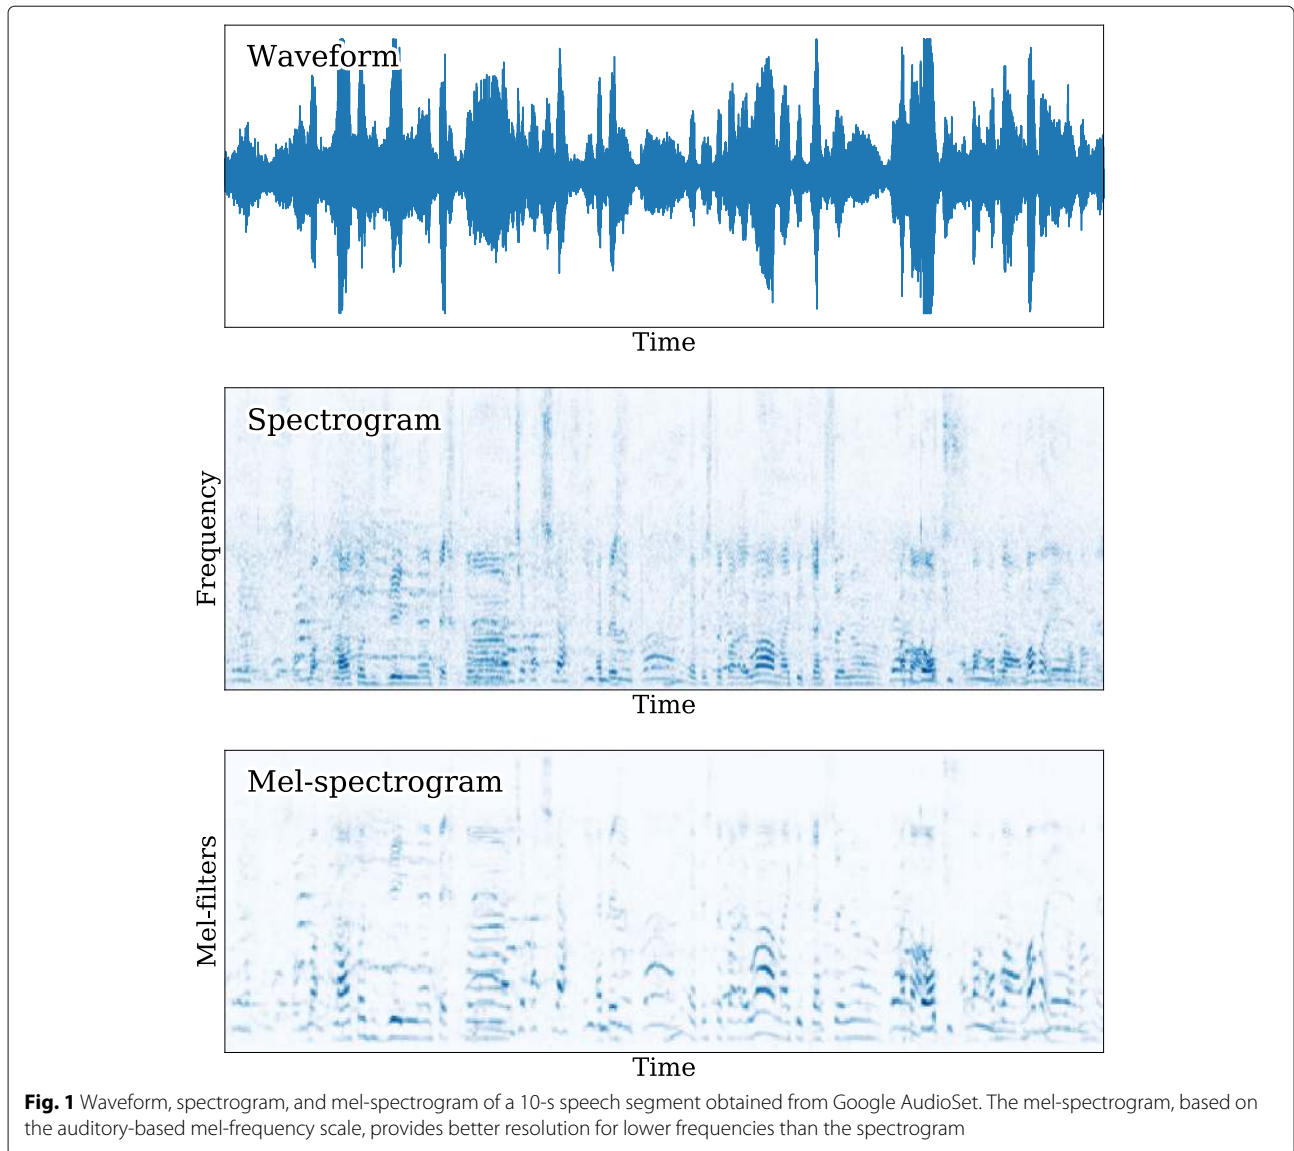 Waveform
Time
Spectrogram
Frequency
Time
Mel-spectrogram
Mel-filters
Time
Fig. 1 Waveform, spectrogram, and mel-spectrogram of a 10-s speech segment obtained from Google AudioSet. The mel-spectrogram, based on
the auditory-based mel-frequency scale, provides better resolution for lower frequencies than the spectrogram